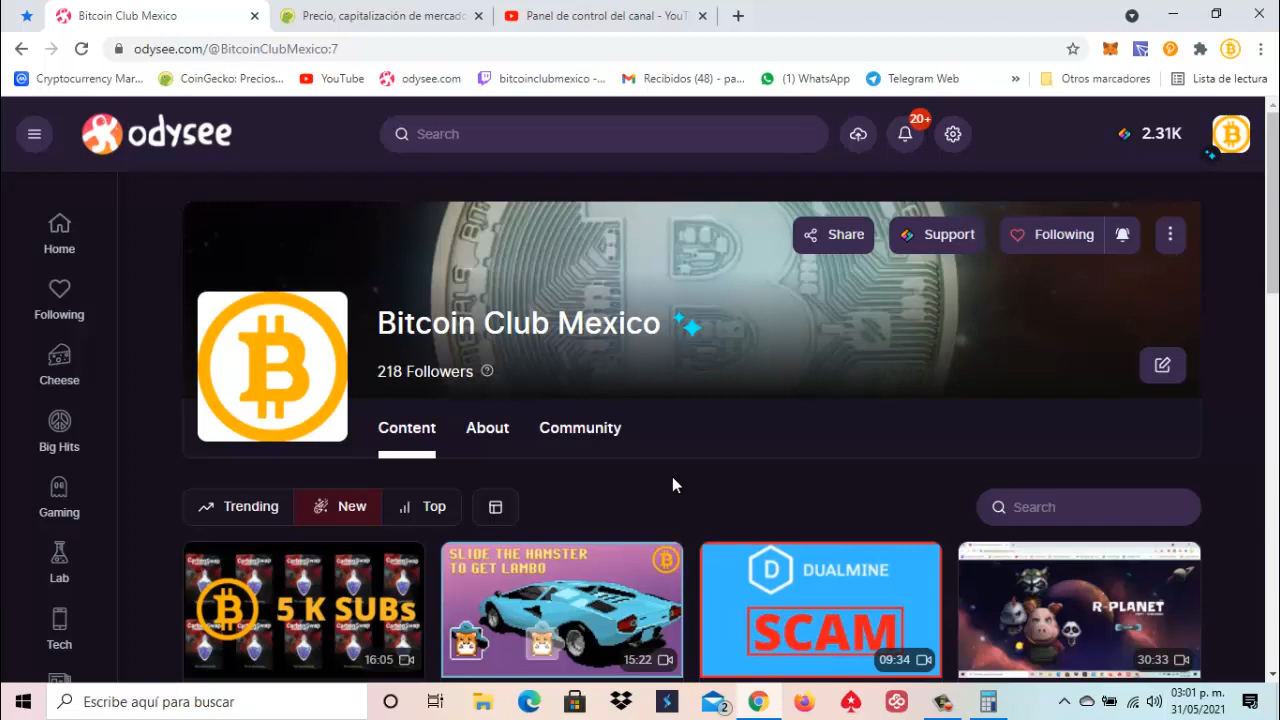 Bitcoin Club Mexico
Precio, capitalización de mercado
Panel de control del canal - YouT
odysee.com/@BitcoinClubMexico:7
Cryptocurrency Mar...
CoinGecko: Precios...
YouTube
odysee.com
bitcoinclubmexico -...
Recibidos (48) - pa...
(1) WhatsApp
Telegram Web
»
Otros marcadores
Lista de lectura
odysee
Search
20+
2.31K
Home
Following
Cheese
Big Hits
Gaming
Lab
Tech
Share
Support
Following
Bitcoin Club Mexico
218 Followers
Content
About
Community
Trending
New
Top
Search
5 K SUBs
16:05
SLIDE THE HAMSTER
TO GET LAMBO
15:22
DUALMINE
SCAM
09:34
R-PLANET
30:33
Escribe aquí para buscar
2
03:01 p. m.
31/05/2021